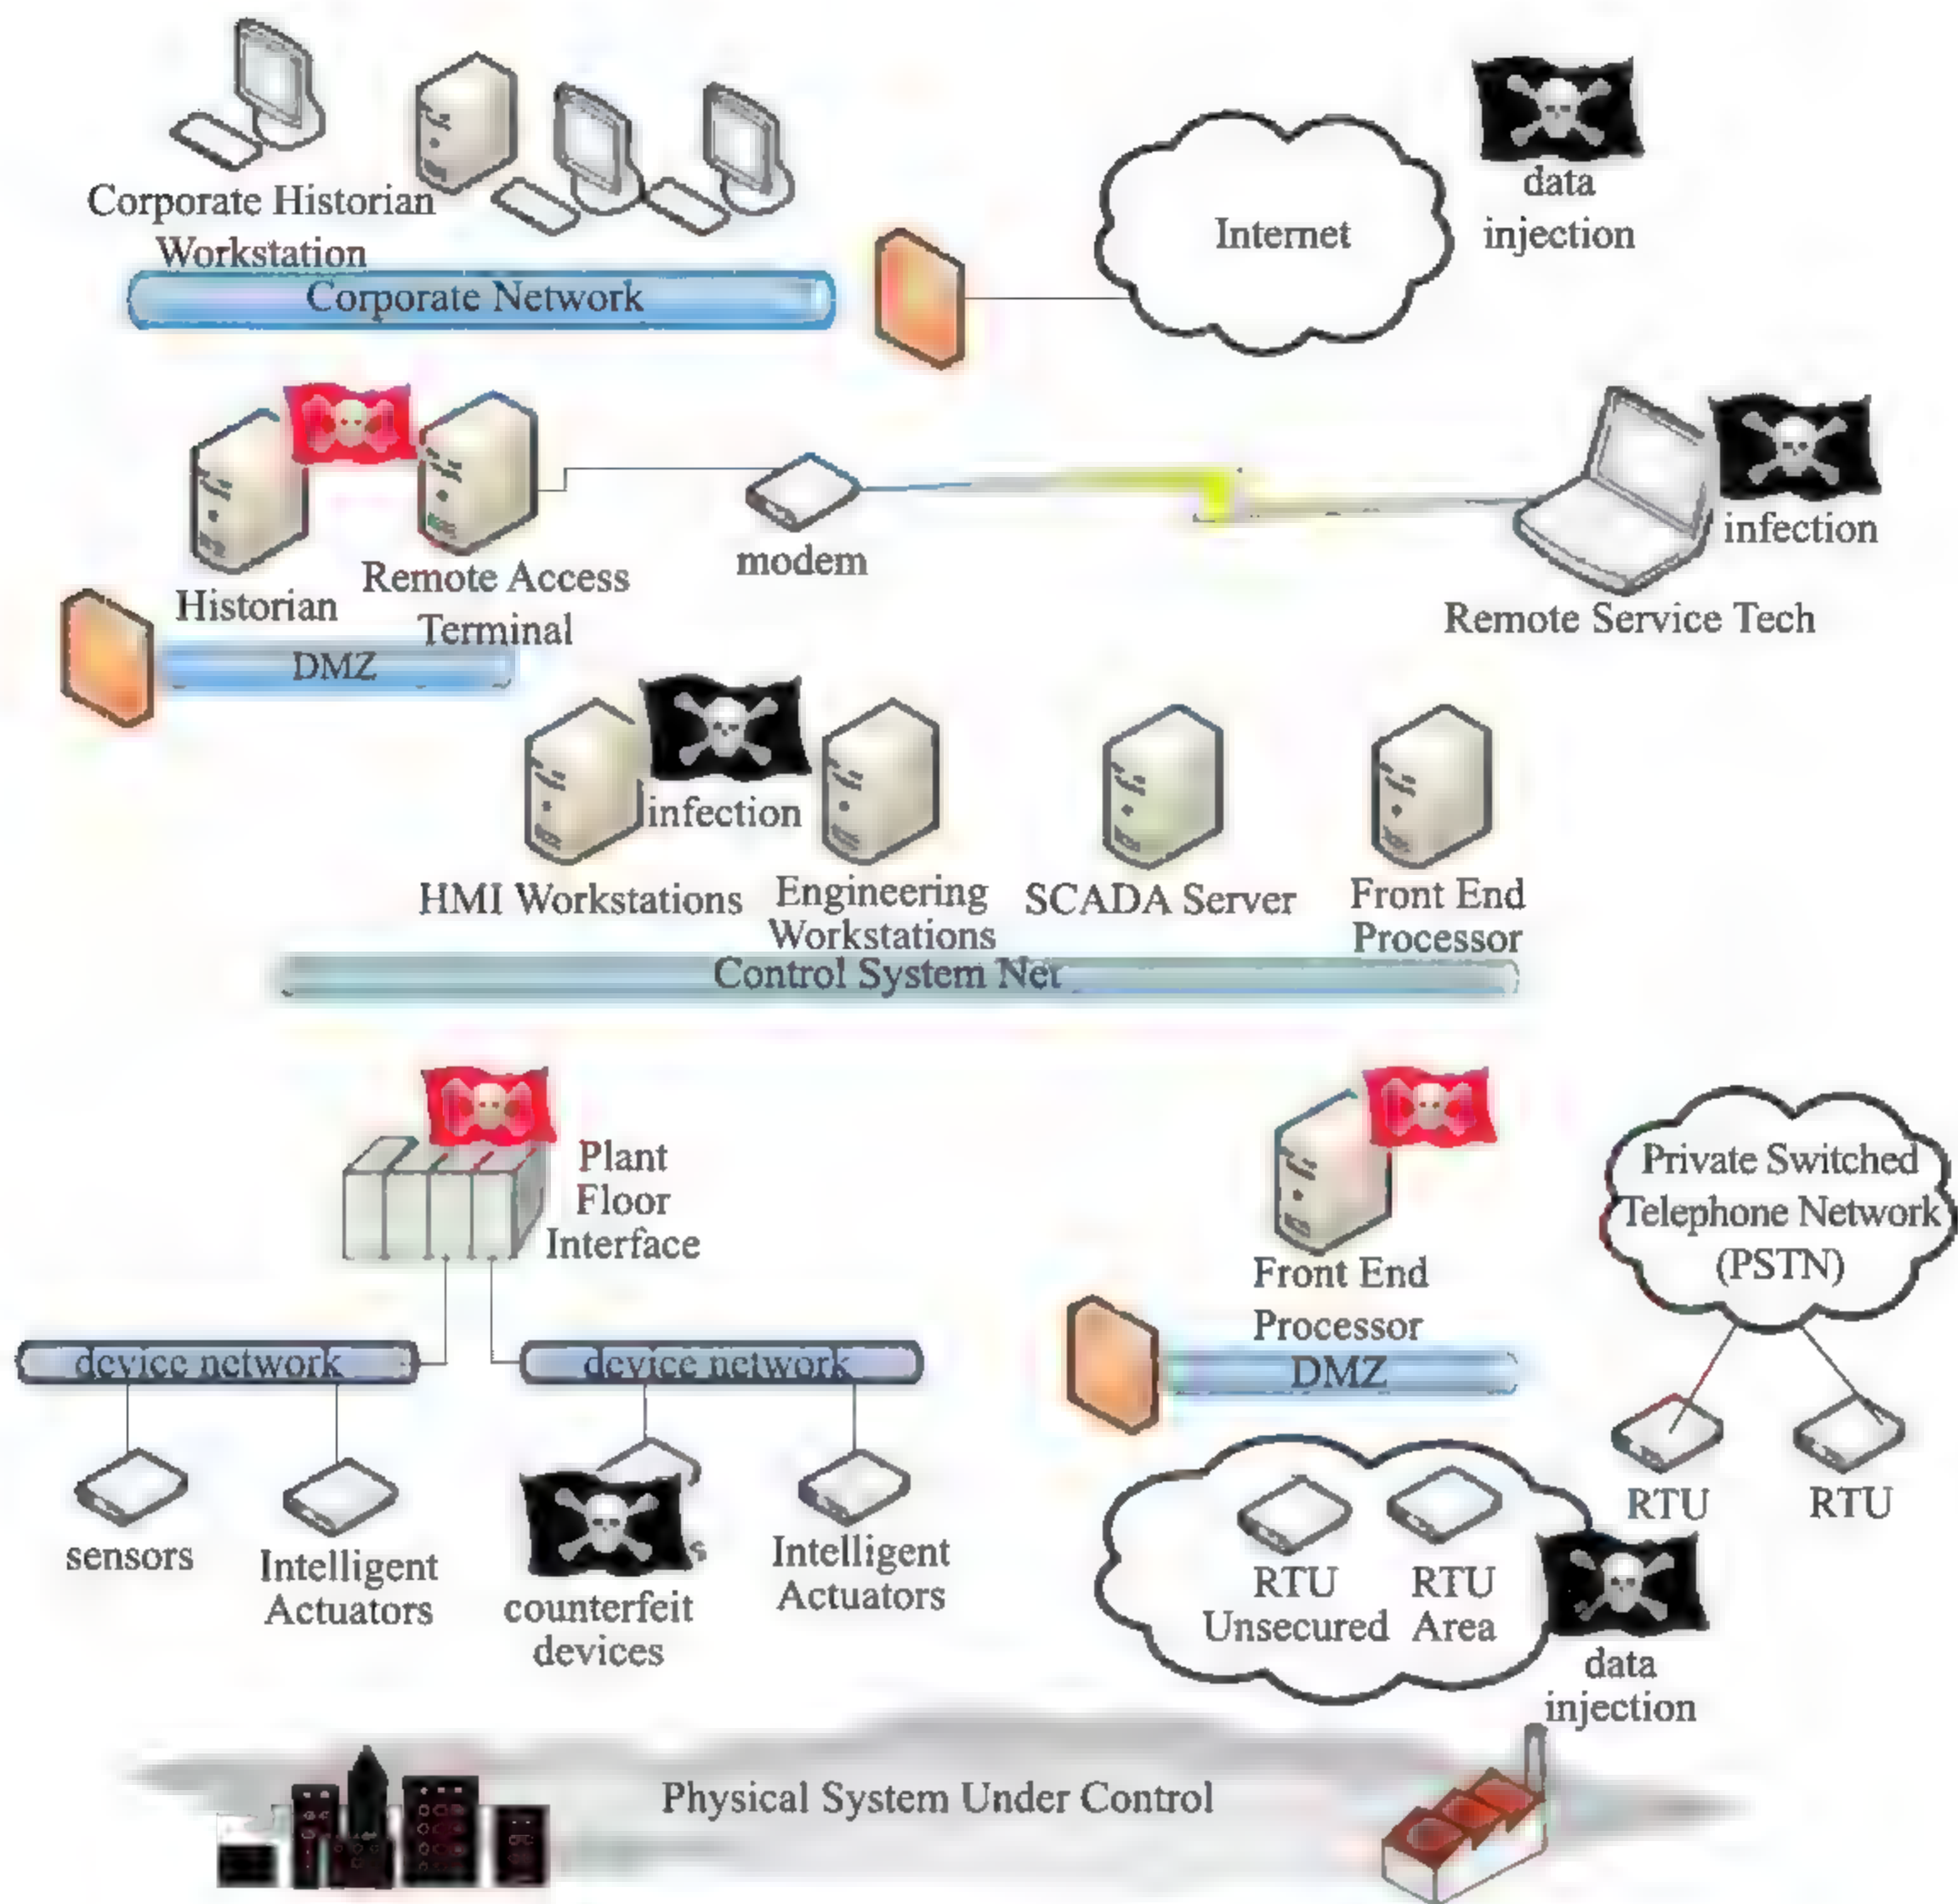 Corporate Historian
Workstation
Corporate Network
Internet
data
injection
Historian
Remote Access
Terminal
DMZ
modem
infection
Remote Service Tech
infection
HMI Workstations
Engineering
Workstations
SCADA Server
Front End
Processor
Control System Net
Plant
Floor
Interface
Front End
Processor
DMZ
Private Switched
Telephone Network
(PSTN)
RTU
RTU
device network
device network
sensors
Intelligent
Actuators
s
counterfeit
devices
Intelligent
Actuators
RTU
RTU
Unsecured Area
data
injection
Physical System Under Control